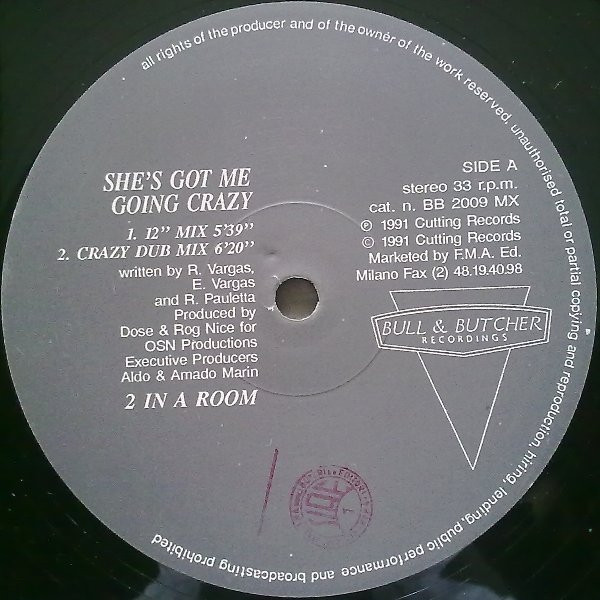 all rights of the producer and of the owner of the work reserved. unauthorised total or partial copying and reproduction, hiring, lending, public performance and broadcasting prohibited
SHE'S GOT ME
GOING CRAZY
1. 12" MIX 5'39"
2. CRAZY DUB MIX 6'20"
written by R. Vargas,
E. Vargas
and R. Pauletta
Produced by
Dose & Rog Nice for
OSN Productions
Executive Producers
Aldo & Amado Marin
2 IN A ROOM
SIDE A
stereo 33 r.p.m.
cat. n. BB 2009 MX
℗ 1991 Cutting Records
© 1991 Cutting Records
Marketed by F.M.A. Ed.
Milano Fax (2) 48.19.40.98
BULL & BUTCHER
RECORDINGS